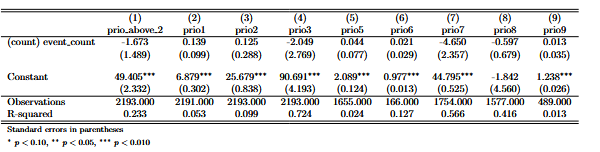 (1) (2) (3) (4) (5) (6) (7) (8) (9)
prio_above_2 prio1 prio2 prio3 prio5 prio6 prio7 prio8 prio9
(count) event_count -1.673 0.139 0.125 -2.049 0.044 0.021 -4.650 -0.597 0.013
(1.489) (0.099) (0.288) (2.769) (0.077) (0.029) (2.357) (0.679) (0.035)
Constant 49.405*** 6.879*** 25.679*** 90.691*** 2.089*** 0.977*** 44.795*** -1.842 1.238***
(2.332) (0.302) (0.838) (4.193) (0.124) (0.013) (0.525) (4.560) (0.026)
Observations 2193.000 2191.000 2193.000 2193.000 1655.000 166.000 1754.000 1577.000 489.000
R-squared 0.233 0.053 0.099 0.724 0.024 0.127 0.566 0.416 0.013
Standard errors in parentheses
* p < 0.10, ** p < 0.05, *** p < 0.010